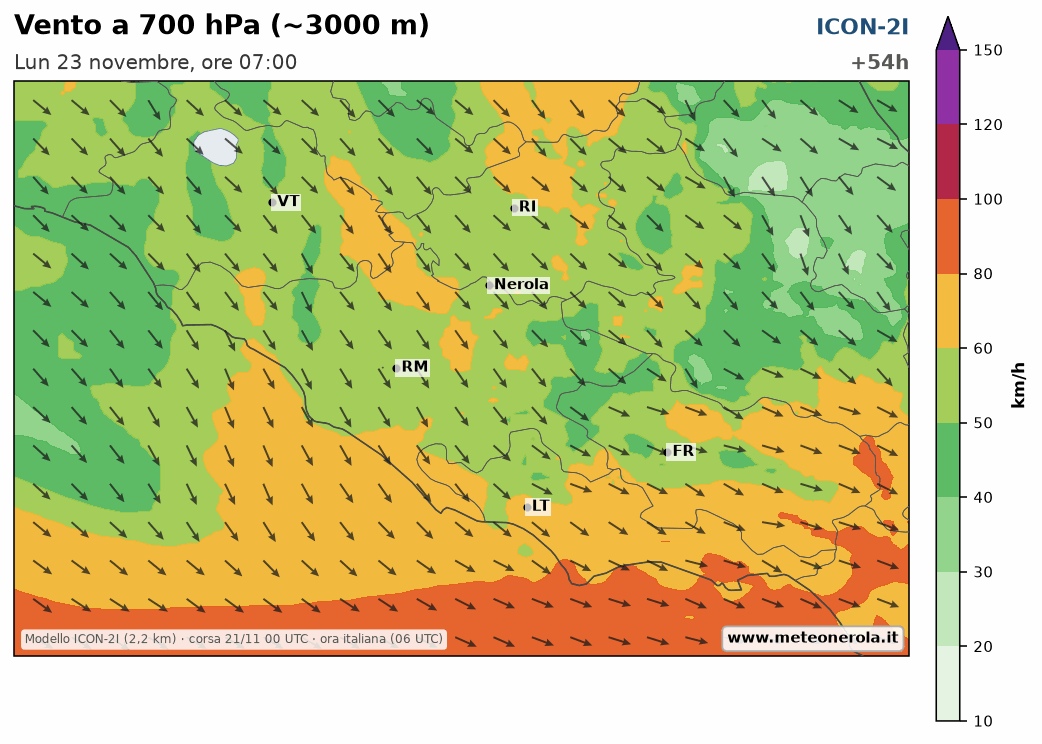 Vento a 700 hPa (~3000 m)
ICON-2I
Lun 23 novembre, ore 07:00
+54h
VT
RI
Nerola
RM
FR
LT
Modello ICON-2I (2,2 km) · corsa 21/11 00 UTC · ora italiana (06 UTC)
www.meteonerola.it
150
120
100
80
60
50
40
30
20
10
km/h